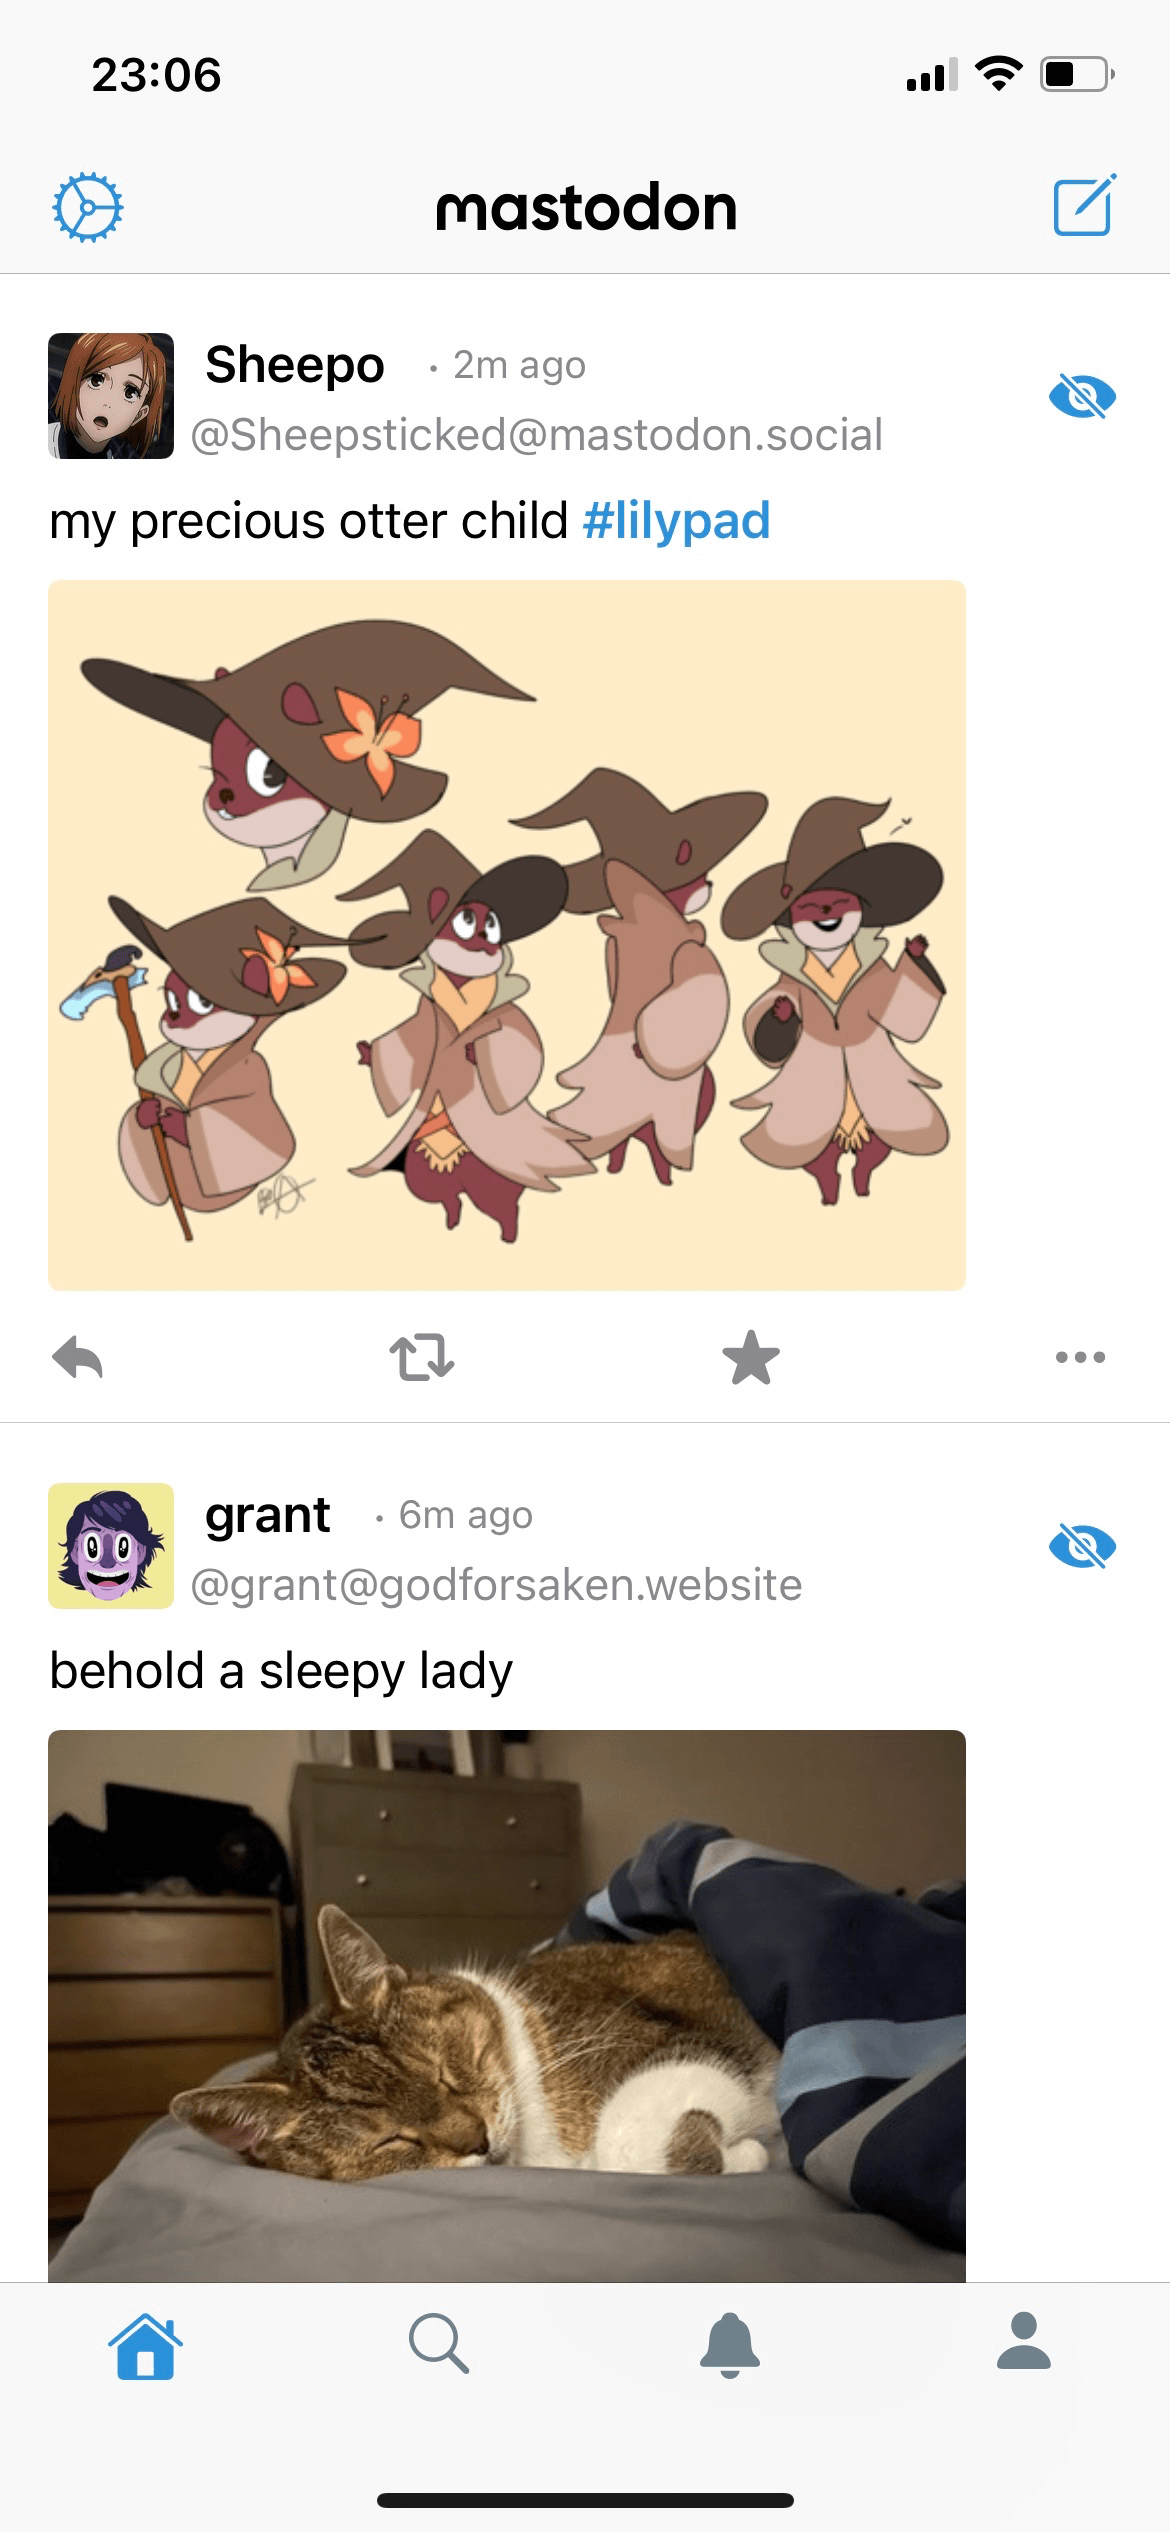 23:06
mastodon
Sheepo · 2m ago
@Sheepsticked@mastodon.social
my precious otter child #lilypad
grant · 6m ago
@grant@godforsaken.website
behold a sleepy lady